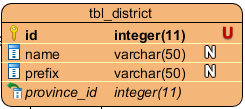 tbl_district
id integer(11) U
name varchar(50) N
prefix varchar(50) N
province_id integer(11)